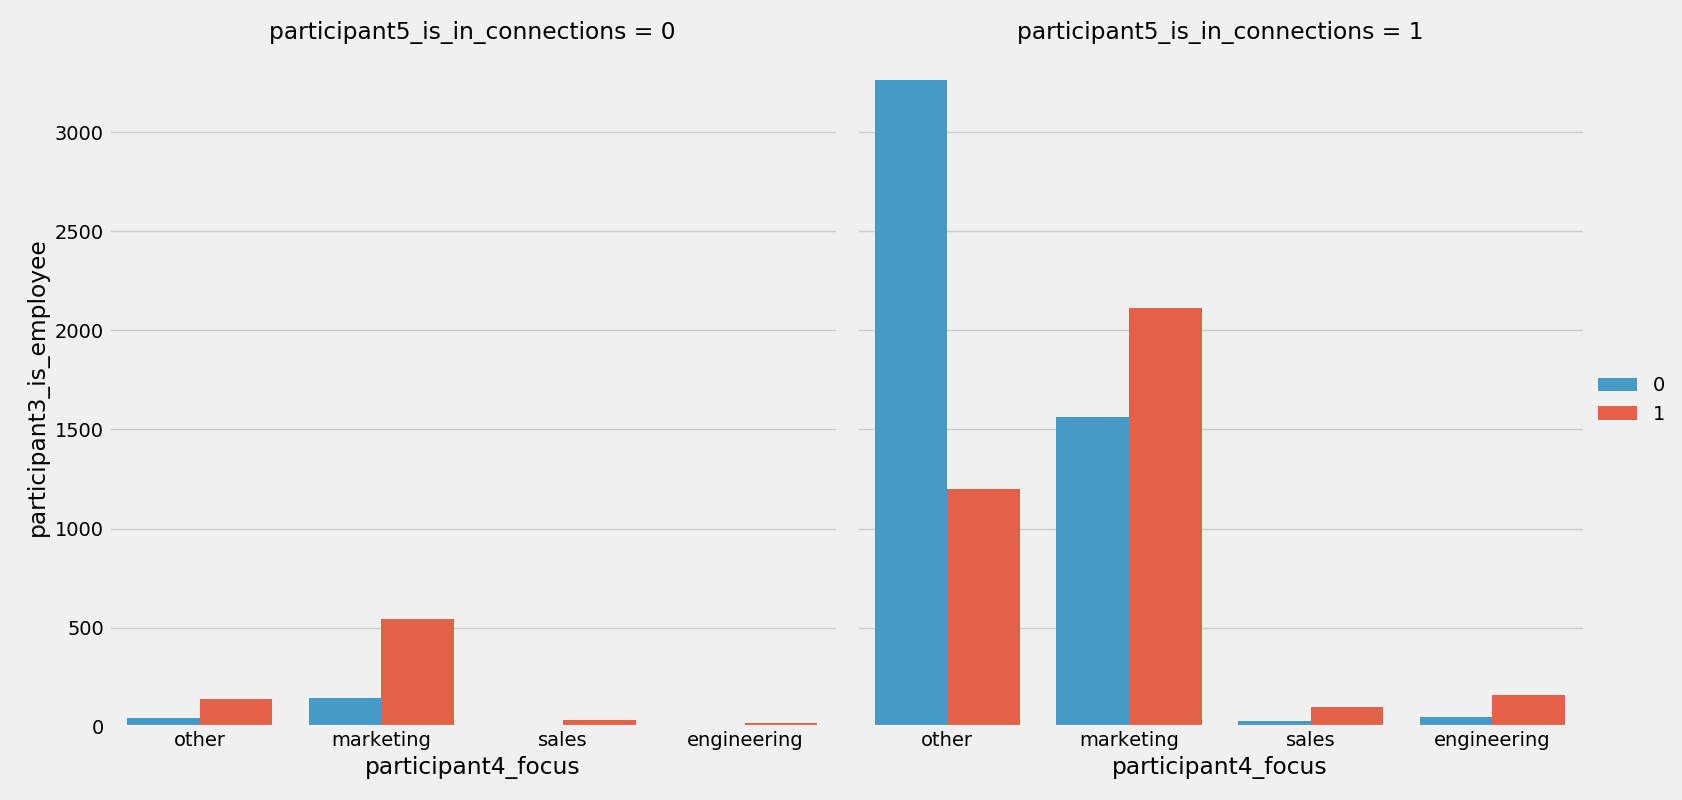 participant5_is_in_connections = 0
participant5_is_in_connections = 1
participant3_is_employee
3000
2500
2000
1500
1000
500
0
0
1
other marketing sales engineering
other marketing sales engineering
participant4_focus
participant4_focus